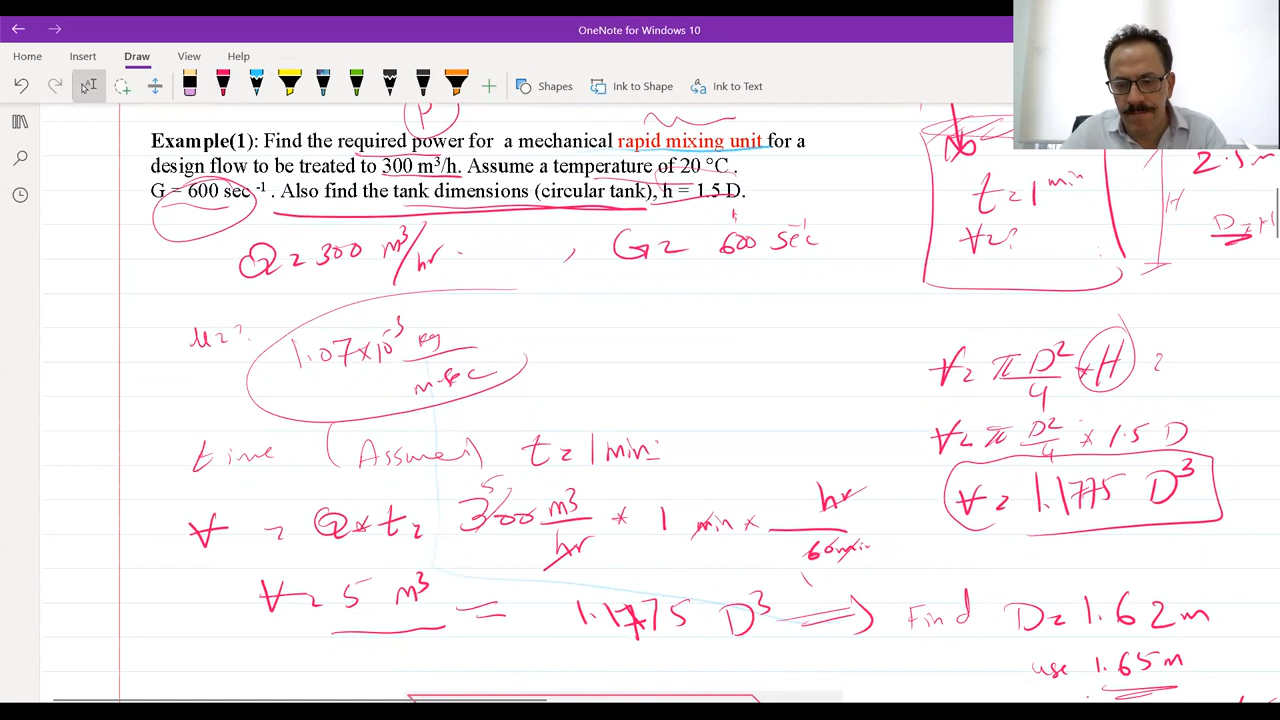 OneNote for Windows 10
Home Insert Draw View Help
Shapes Ink to Shape Ink to Text
P
Example(1): Find the required power for a mechanical rapid mixing unit for a
design flow to be treated to 300 m³/h. Assume a temperature of 20 °C .
G = 600 sec ⁻¹ . Also find the tank dimensions (circular tank), h = 1.5 D.
Q = 300 m³/hr , G = 600 sec⁻¹
μ = ? 1.07×10⁻³ kg/m·sec
time (Assume) t = 1 min
V = Q * t = 300 m³/hr * 1 min × hr/60 min
V = 5 m³ = 1.1775 D³ ⟹ Find D = 1.62 m
use 1.65 m
t = 1 min
V = ?
H
2.5 m
V = π D²/4 * H = ?
V = π D²/4 * 1.5 D
V = 1.1775 D³